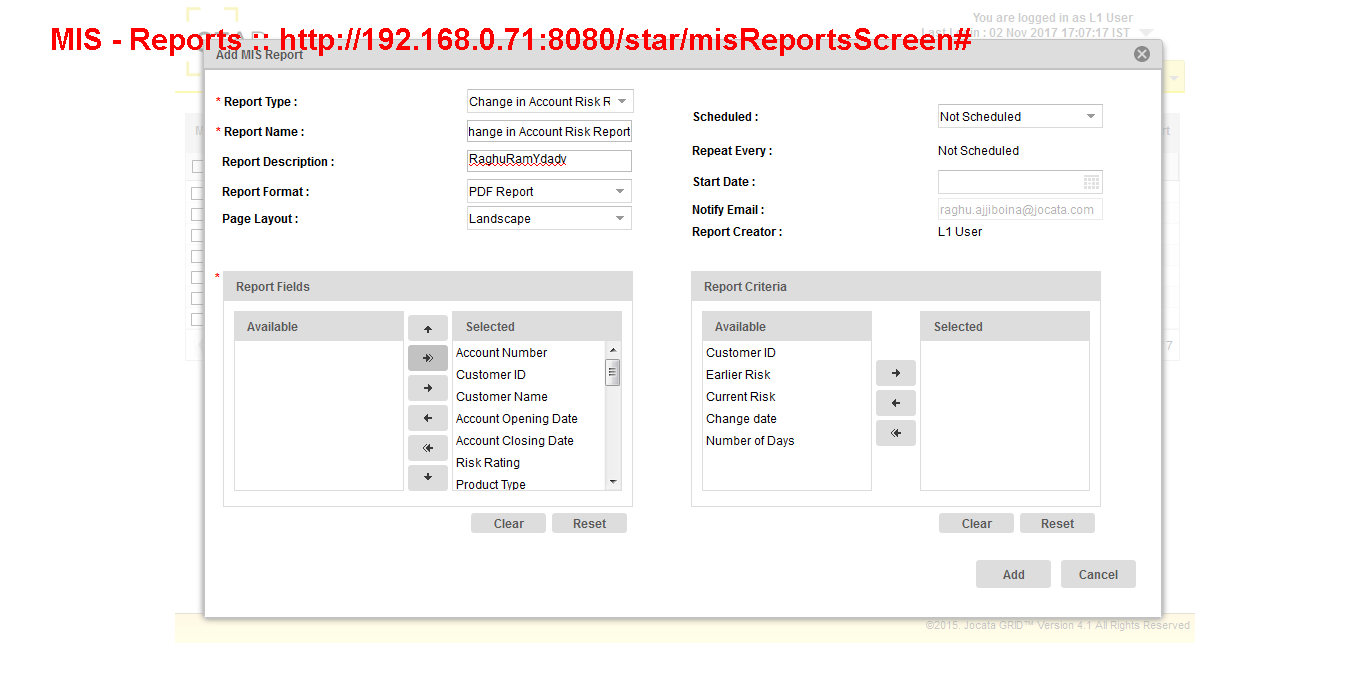 You are logged in as L1 User
MIS - Reports :: http://192.168.0.71:8080/star/misReportsScreen#
02 Nov 2017 17:07:17 IST
Add MIS Report
* Report Type :
Change in Account Risk R
* Report Name :
hange in Account Risk Report
Report Description :
RaghuRamYdady
Report Format :
PDF Report
Page Layout :
Landscape
Scheduled :
Not Scheduled
Repeat Every :
Not Scheduled
Start Date :
Notify Email :
raghu.ajjiboina@jocata.com
Report Creator :
L1 User
*
Report Fields
Available
Selected
Account Number
Customer ID
Customer Name
Account Opening Date
Account Closing Date
Risk Rating
Product Type
Clear
Reset
Report Criteria
Available
Selected
Customer ID
Earlier Risk
Current Risk
Change date
Number of Days
Clear
Reset
Add
Cancel
7
©2015. Jocata GRID™ Version 4.1 All Rights Reserved